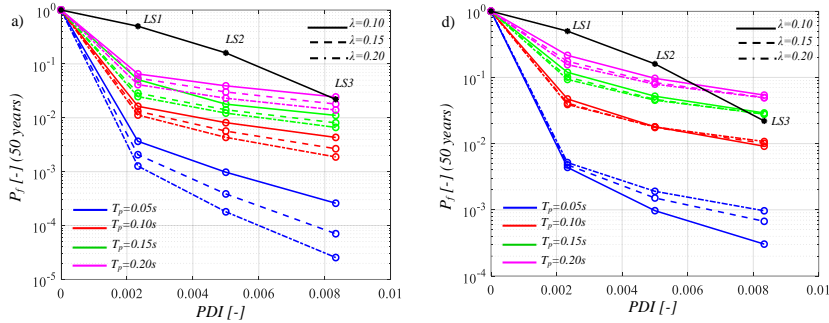 a)
P_f [-] (50 years)
10^0
10^-1
10^-2
10^-3
10^-4
10^-5
LS1
LS2
LS3
λ=0.10
λ=0.15
λ=0.20
T_p=0.05s
T_p=0.10s
T_p=0.15s
T_p=0.20s
0 0.002 0.004 0.006 0.008 0.01
PDI [-]
d)
P_f [-] (50 years)
10^0
10^-1
10^-2
10^-3
10^-4
LS1
LS2
LS3
λ=0.10
λ=0.15
λ=0.20
T_p=0.05s
T_p=0.10s
T_p=0.15s
T_p=0.20s
0 0.002 0.004 0.006 0.008 0.01
PDI [-]